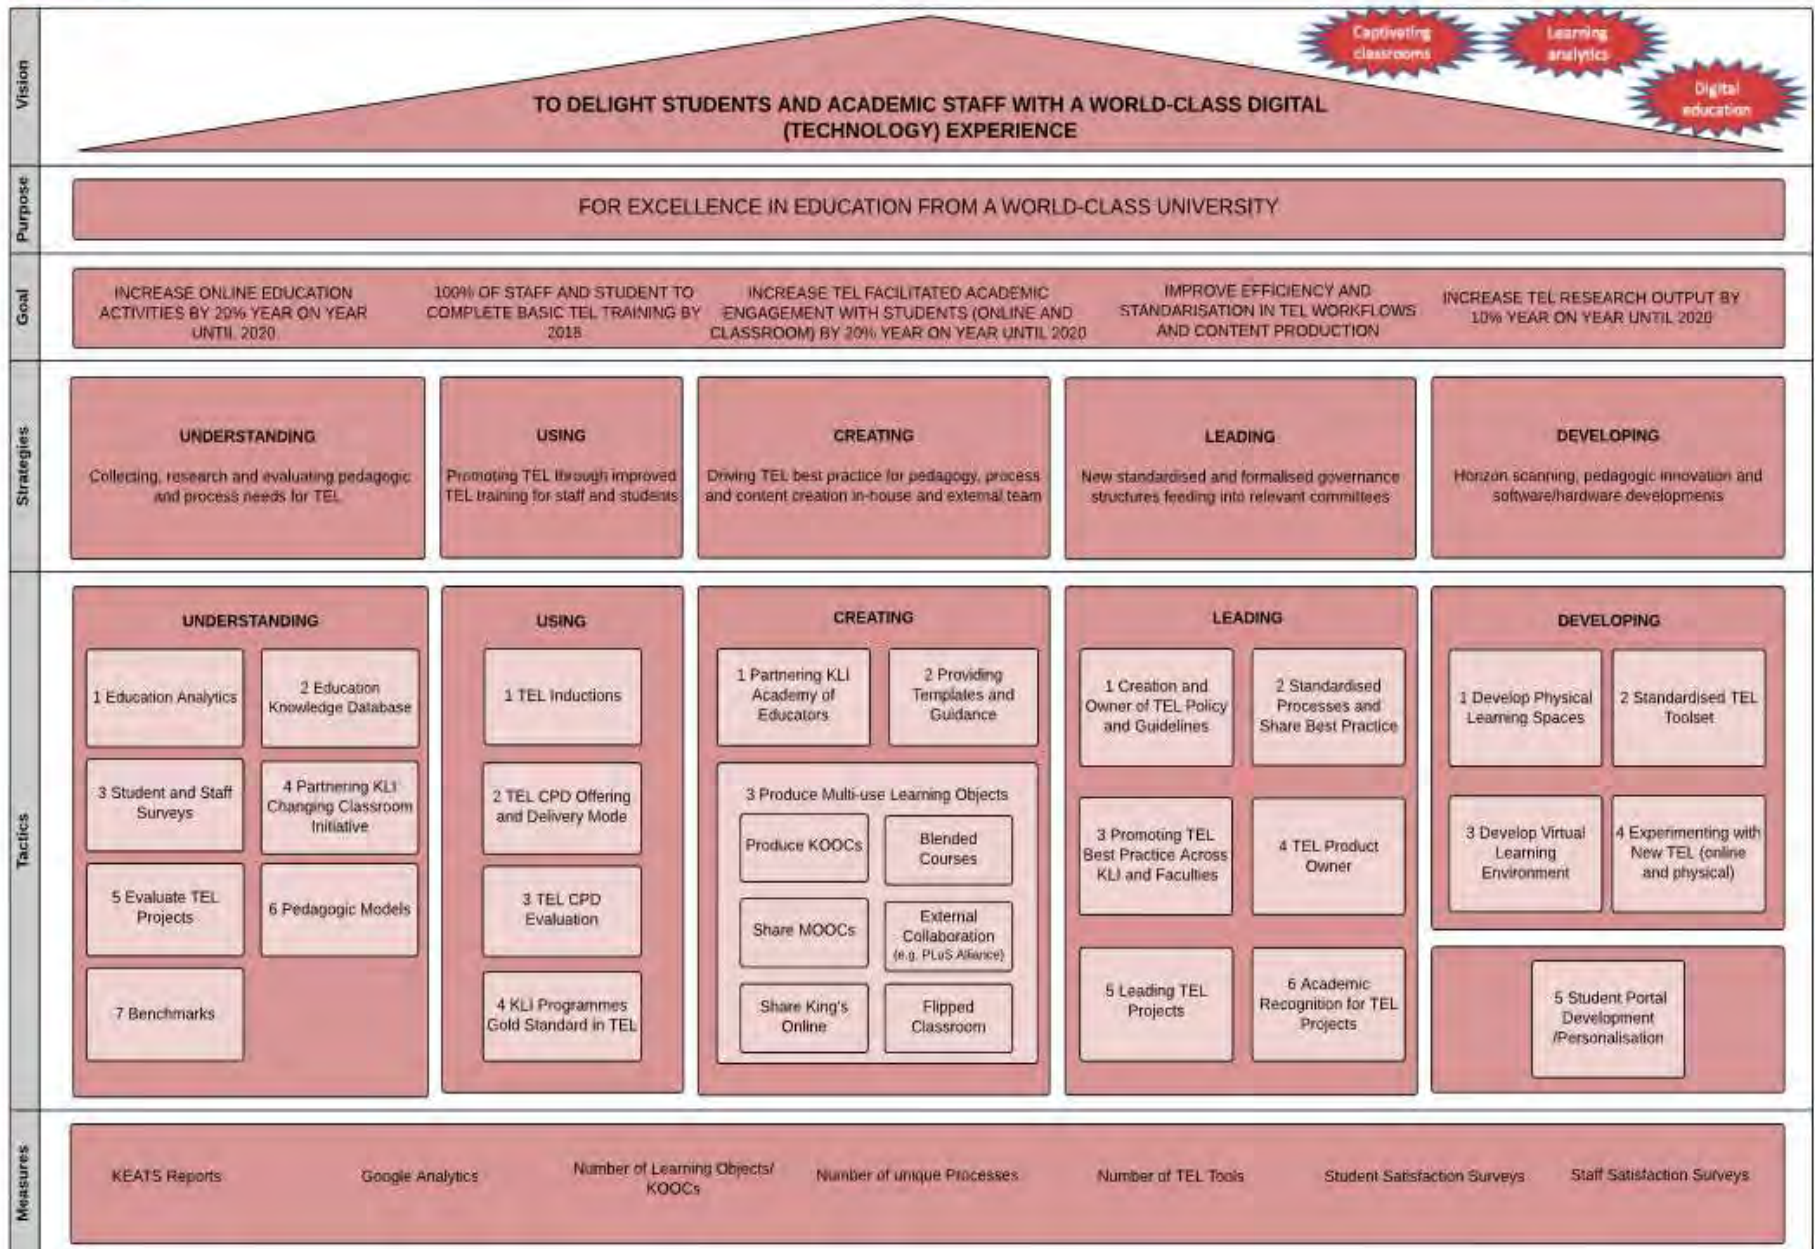 Vision
Captivating
classrooms
Learning
analytics
Digital
education
TO DELIGHT STUDENTS AND ACADEMIC STAFF WITH A WORLD-CLASS DIGITAL
(TECHNOLOGY) EXPERIENCE
Purpose
FOR EXCELLENCE IN EDUCATION FROM A WORLD-CLASS UNIVERSITY
Goal
INCREASE ONLINE EDUCATION
ACTIVITIES BY 20% YEAR ON YEAR
UNTIL 2020
100% OF STAFF AND STUDENT TO
COMPLETE BASIC TEL TRAINING BY
2018
INCREASE TEL FACILITATED ACADEMIC
ENGAGEMENT WITH STUDENTS (ONLINE AND
CLASSROOM) BY 20% YEAR ON YEAR UNTIL 2020
IMPROVE EFFICIENCY AND
STANDARISATION IN TEL WORKFLOWS
AND CONTENT PRODUCTION
INCREASE TEL RESEARCH OUTPUT BY
10% YEAR ON YEAR UNTIL 2020
Strategies
UNDERSTANDING
Collecting, research and evaluating pedagogic
and process needs for TEL
USING
Promoting TEL through improved
TEL training for staff and students
CREATING
Driving TEL best practice for pedagogy, process
and content creation in-house and external team
LEADING
New standardised and formalised governance
structures feeding into relevant committees
DEVELOPING
Horizon scanning, pedagogic innovation and
software/hardware developments
Tactics
UNDERSTANDING
1 Education Analytics
2 Education
Knowledge Database
3 Student and Staff
Surveys
4 Partnering KLI
Changing Classroom
Initiative
5 Evaluate TEL
Projects
6 Pedagogic Models
7 Benchmarks
USING
1 TEL Inductions
2 TEL CPD Offering
and Delivery Mode
3 TEL CPD
Evaluation
4 KLI Programmes
Gold Standard in TEL
CREATING
1 Partnering KLI
Academy of
Educators
2 Providing
Templates and
Guidance
3 Produce Multi-use Learning Objects
Produce KOOCs
Blended
Courses
Share MOOCs
External
Collaboration
(e.g. PLuS Alliance)
Share King's
Online
Flipped
Classroom
LEADING
1 Creation and
Owner of TEL Policy
and Guidelines
2 Standardised
Processes and
Share Best Practice
3 Promoting TEL
Best Practice Across
KLI and Faculties
4 TEL Product
Owner
5 Leading TEL
Projects
6 Academic
Recognition for TEL
Projects
DEVELOPING
1 Develop Physical
Learning Spaces
2 Standardised TEL
Toolset
3 Develop Virtual
Learning
Environment
4 Experimenting with
New TEL (online
and physical)
5 Student Portal
Development
/Personalisation
Measures
KEATS Reports
Google Analytics
Number of Learning Objects/
KOOCs
Number of unique Processes
Number of TEL Tools
Student Satisfaction Surveys
Staff Satisfaction Surveys